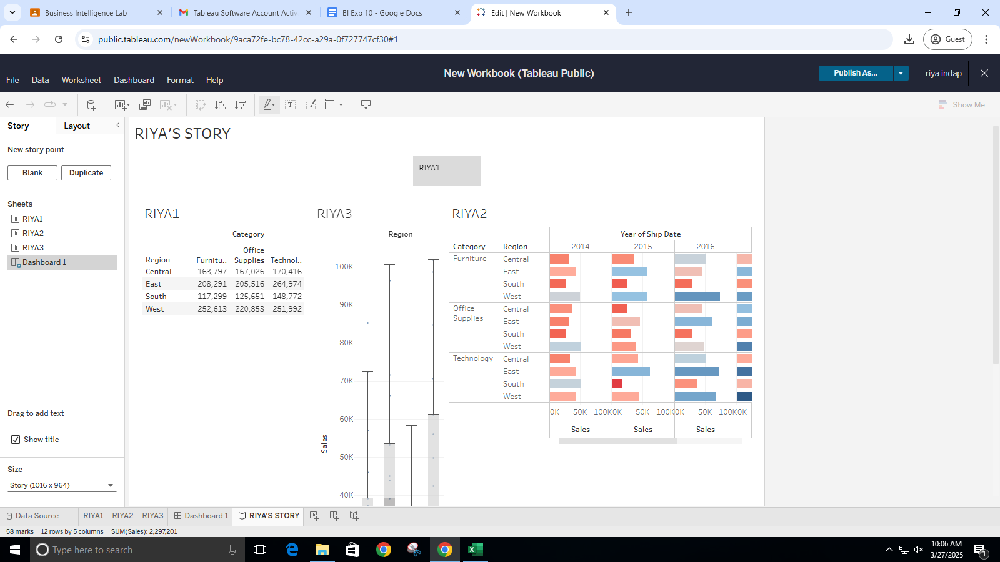 Business Intelligence Lab
Tableau Software Account Activ
BI Exp 10 - Google Docs
Edit | New Workbook
public.tableau.com/newWorkbook/9aca72fe-bc78-42cc-a29a-0f727747cf30#1
Guest
New Workbook (Tableau Public)
Publish As...
riya indap
File Data Worksheet Dashboard Format Help
Show Me
Story Layout
New story point
Blank Duplicate
Sheets
RIYA1
RIYA2
RIYA3
Dashboard 1
Drag to add text
Show title
Size
Story (1016 x 964)
RIYA'S STORY
RIYA1
RIYA1
Category
Region Furnitu.. Office Supplies Technol..
Central 163,797 167,026 170,416
East 208,291 205,516 264,974
South 117,299 125,651 148,772
West 252,613 220,853 251,992
RIYA3
Region
100K
90K
80K
70K
60K
50K
40K
Sales
RIYA2
Year of Ship Date
Category Region 2014 2015 2016
Furniture Central
East
South
West
Office Supplies Central
East
South
West
Technology Central
East
South
West
0K 50K 100K 0K 50K 100K 0K 50K 100K 0K
Sales Sales Sales
Data Source RIYA1 RIYA2 RIYA3 Dashboard 1 RIYA'S STORY
58 marks 12 rows by 5 columns SUM(Sales): 2,297,201
Type here to search
10:06 AM
3/27/2025
1